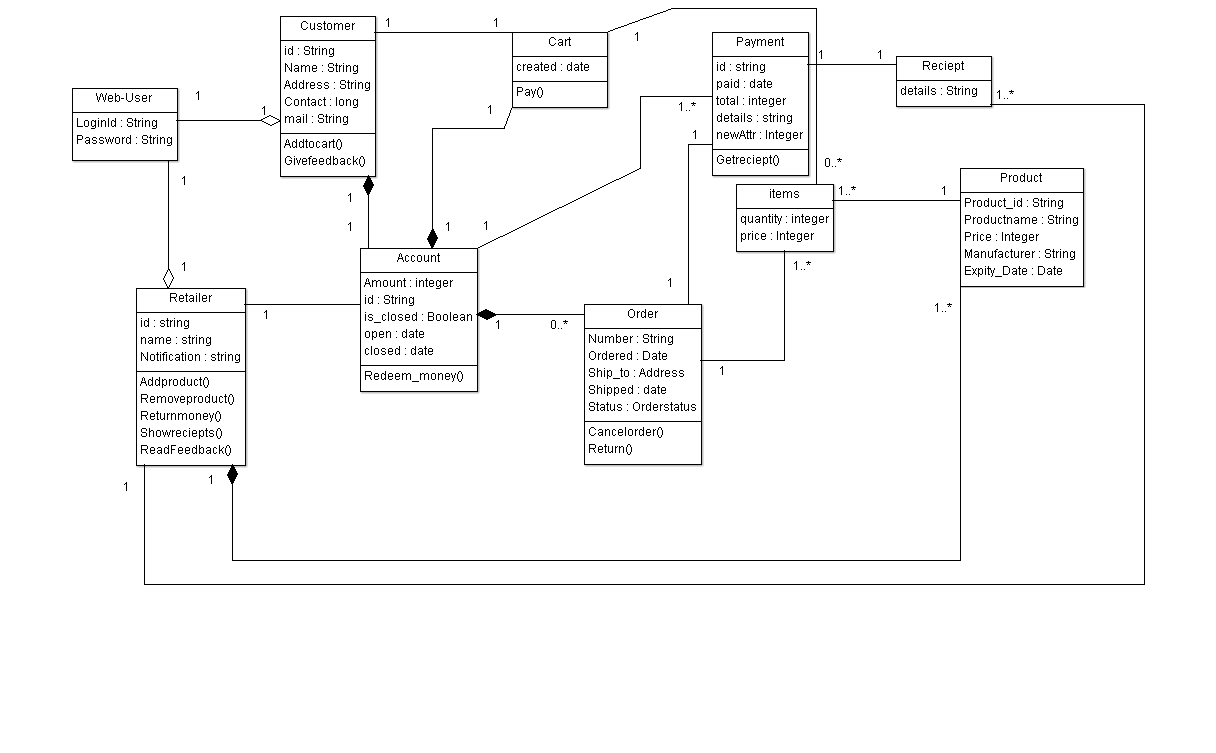 Customer
id : String
Name : String
Address : String
Contact : long
mail : String
Addtocart()
Givefeedback()
1
1
Cart
created : date
Pay()
1
Payment
id : string
paid : date
total : integer
details : string
newAttr : Integer
Getreciept()
1
1
Reciept
details : String
1..*
Web-User
LoginId : String
Password : String
1
1
1
1
1
1
1
1
1
1..*
1
0..*
items
quantity : integer
price : Integer
1..*
1
1..*
Product
Product_id : String
Productname : String
Price : Integer
Manufacturer : String
Expity_Date : Date
1..*
Account
Amount : integer
id : String
is_closed : Boolean
open : date
closed : date
Redeem_money()
1
0..*
1
Order
Number : String
Ordered : Date
Ship_to : Address
Shipped : date
Status : Orderstatus
Cancelorder()
Return()
1
Retailer
id : string
name : string
Notification : string
Addproduct()
Removeproduct()
Returnmoney()
Showreciepts()
ReadFeedback()
1
1
1